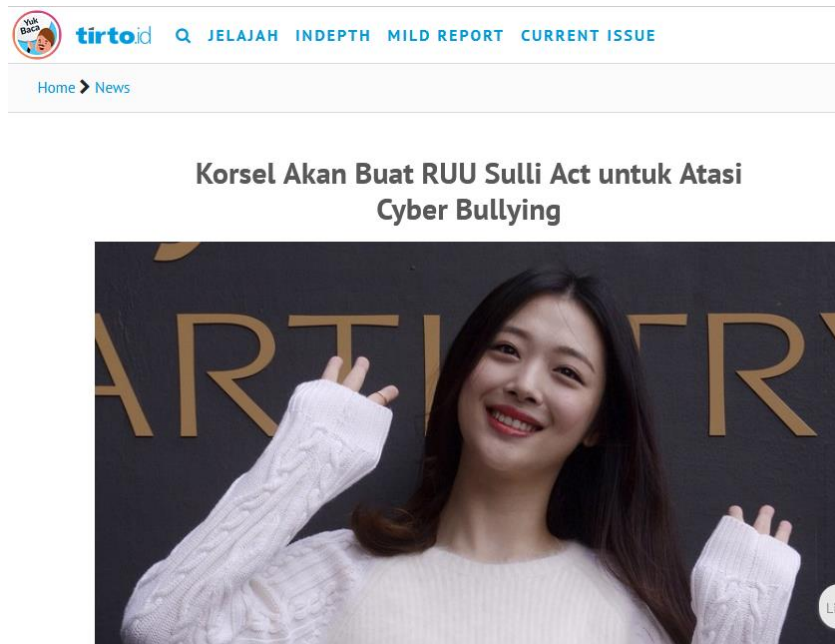 Yuk
Baca
tirto.id JELAJAH INDEPTH MILD REPORT CURRENT ISSUE
Home News
Korsel Akan Buat RUU Sulli Act untuk Atasi
Cyber Bullying
ARTISTRY